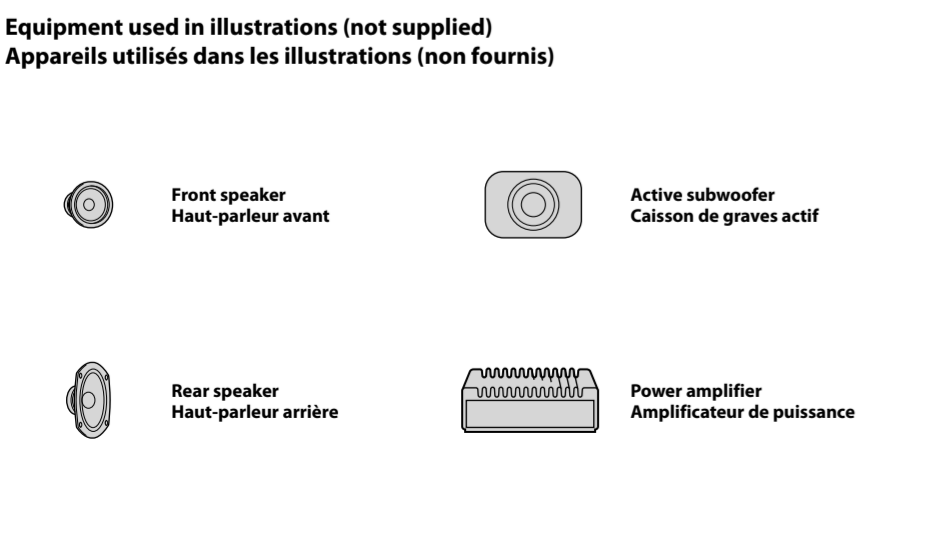 Equipment used in illustrations (not supplied)
Appareils utilisés dans les illustrations (non fournis)
Front speaker
Haut-parleur avant
Active subwoofer
Caisson de graves actif
Rear speaker
Haut-parleur arrière
Power amplifier
Amplificateur de puissance